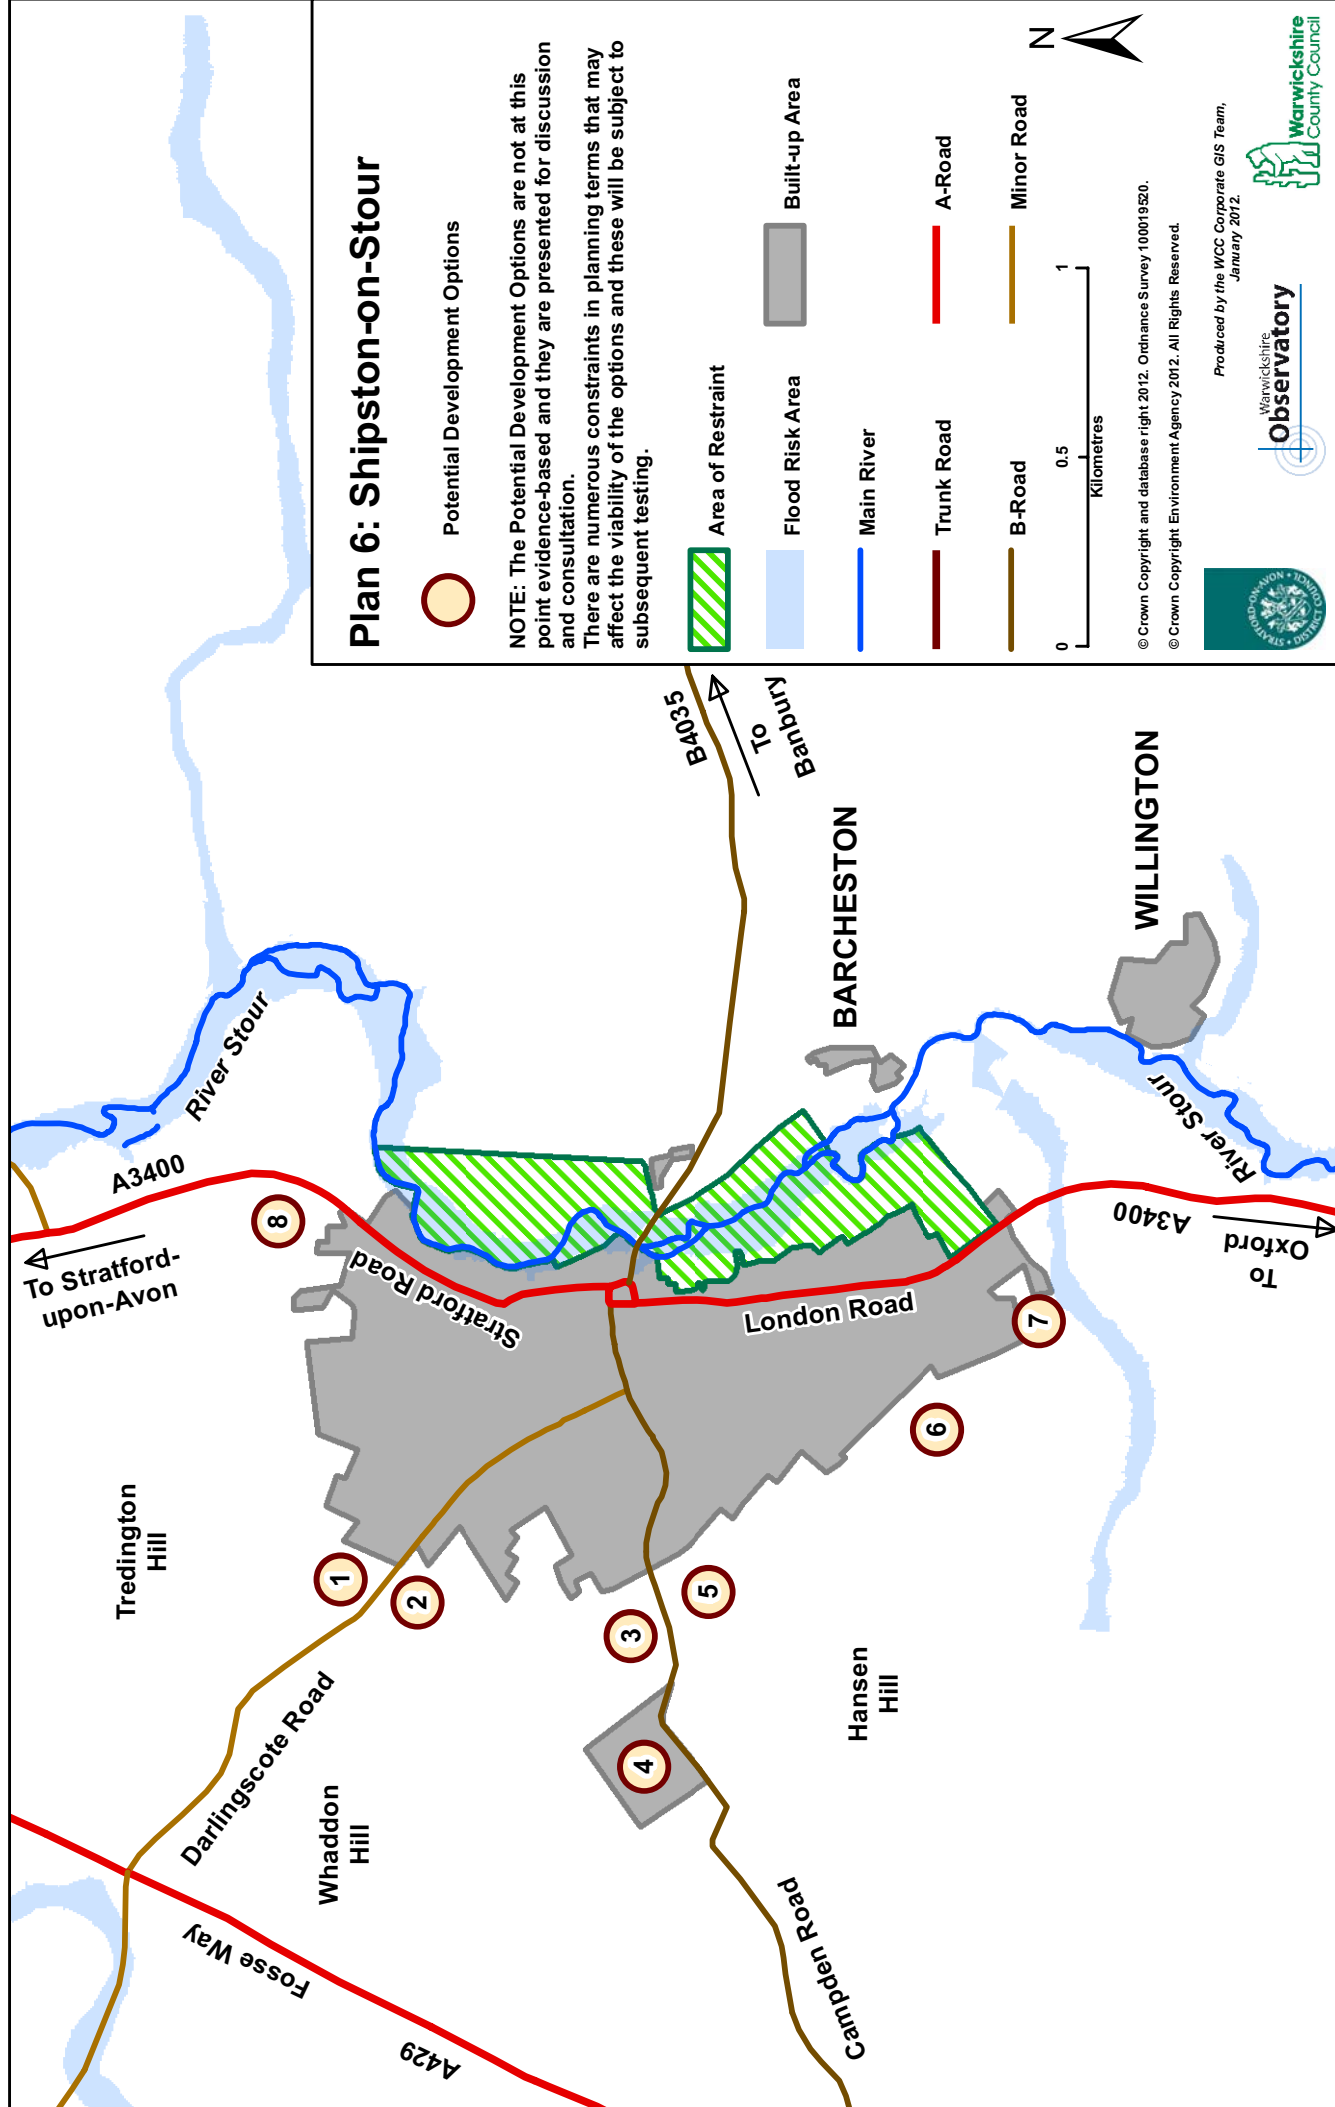 Plan 6: Shipston-on-Stour
Potential Development Options
NOTE: The Potential Development Options are not at this
point evidence-based and they are presented for discussion
and consultation.
There are numerous constraints in planning terms that may
affect the viability of the options and these will be subject to
subsequent testing.
Area of Restraint
Flood Risk Area
Built-up Area
Main River
Trunk Road
A-Road
B-Road
Minor Road
N
0
0.5
1
Kilometres
© Crown Copyright and database right 2012. Ordnance Survey 100019520.
© Crown Copyright Environment Agency 2012. All Rights Reserved.
Produced by the WCC Corporate GIS Team,
January 2012.
STRATFORD-ON-AVON • DISTRICT COUNCIL •
Warwickshire
Observatory
Warwickshire
County Council
Tredington
Hill
To Stratford-
upon-Avon
A3400
River Stour
8
Stratford Road
1
2
Darlingscote Road
Whaddon
Hill
Fosse Way
A429
3
4
5
Hansen
Hill
Campden Road
6
7
London Road
B4035
To
Banbury
BARCHESTON
WILLINGTON
River Stour
A3400
To
Oxford